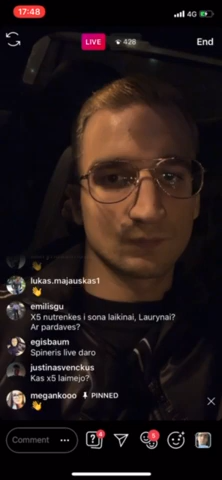 17:48
4G
LIVE
428
End
lukas.majauskas1
emilisgu
X5 nutrenkes i sona laikinai, Laurynai?
Ar pardaves?
egisbaum
Spineris live daro
justinasvenckus
Kas x5 laimejo?
megankooo PINNED
Comment